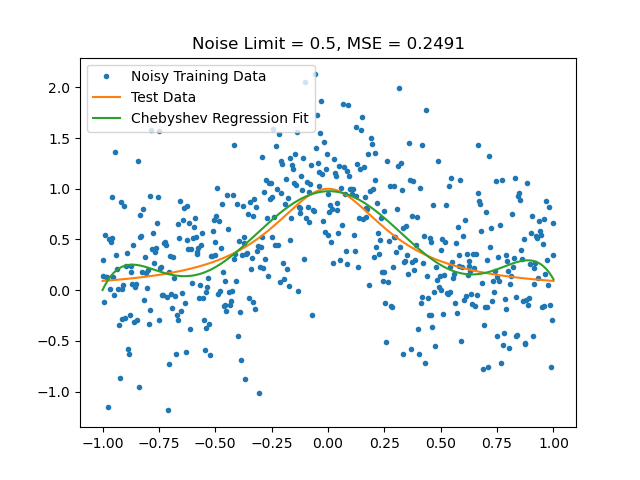 Noise Limit = 0.5, MSE = 0.2491
Noisy Training Data
Test Data
Chebyshev Regression Fit
2.0
1.5
1.0
0.5
0.0
−0.5
−1.0
−1.00 −0.75 −0.50 −0.25 0.00 0.25 0.50 0.75 1.00